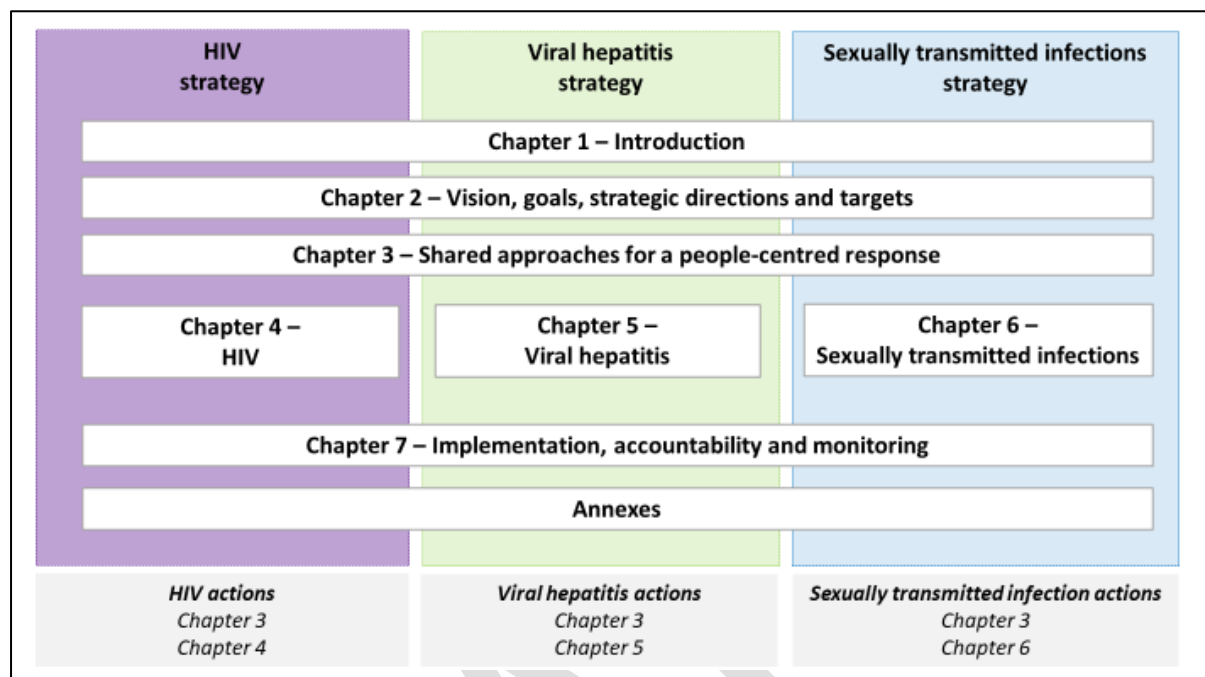 HIV
strategy
Viral hepatitis
strategy
Sexually transmitted infections
strategy
Chapter 1 – Introduction
Chapter 2 – Vision, goals, strategic directions and targets
Chapter 3 – Shared approaches for a people-centred response
Chapter 4 –
HIV
Chapter 5 –
Viral hepatitis
Chapter 6 –
Sexually transmitted infections
Chapter 7 – Implementation, accountability and monitoring
Annexes
HIV actions
Chapter 3
Chapter 4
Viral hepatitis actions
Chapter 3
Chapter 5
Sexually transmitted infection actions
Chapter 3
Chapter 6